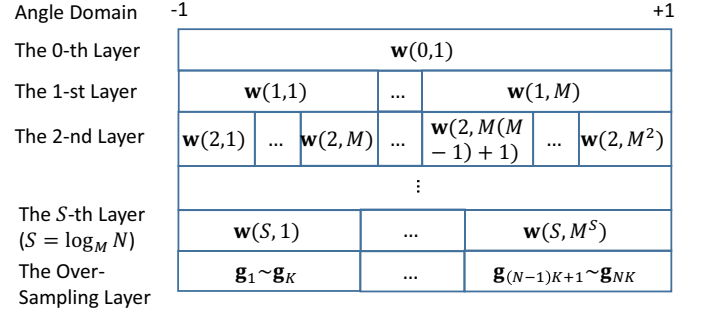 Angle Domain -1 +1
The 0-th Layer w(0,1)
The 1-st Layer w(1,1) ... w(1, M)
The 2-nd Layer w(2,1) ... w(2, M) ... w(2, M(M − 1) + 1) ... w(2, M²)
⋮
The S-th Layer
(S = log_M N) w(S, 1) ... w(S, M^S)
The Over-
Sampling Layer g₁~g_K ... g_{(N−1)K+1}~g_{NK}